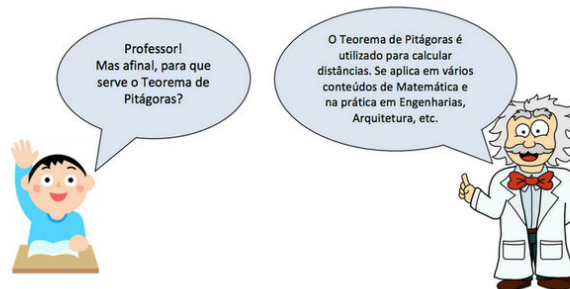 Professor!
Mas afinal, para que
serve o Teorema de
Pitágoras?
O Teorema de Pitágoras é
utilizado para calcular
distâncias. Se aplica em vários
conteúdos de Matemática e
na prática em Engenharias,
Arquitetura, etc.